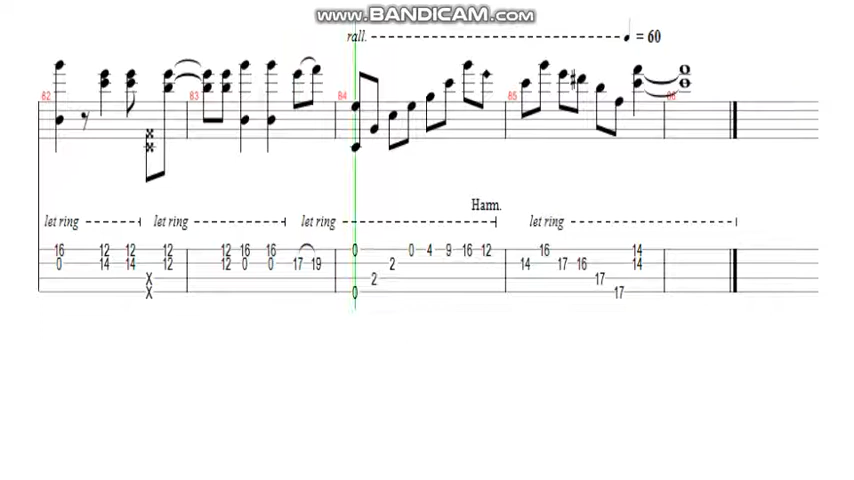 www.BANDICAM.com
rall. = 60
82 83 84 85 86
Harm.
let ring let ring let ring let ring
16 12 12 12 12 16 16 0 0 4 9 16 12 16 14
0 14 14 12 12 0 0 17 19 2 14 17 16 14
X 2 17
X 0 17